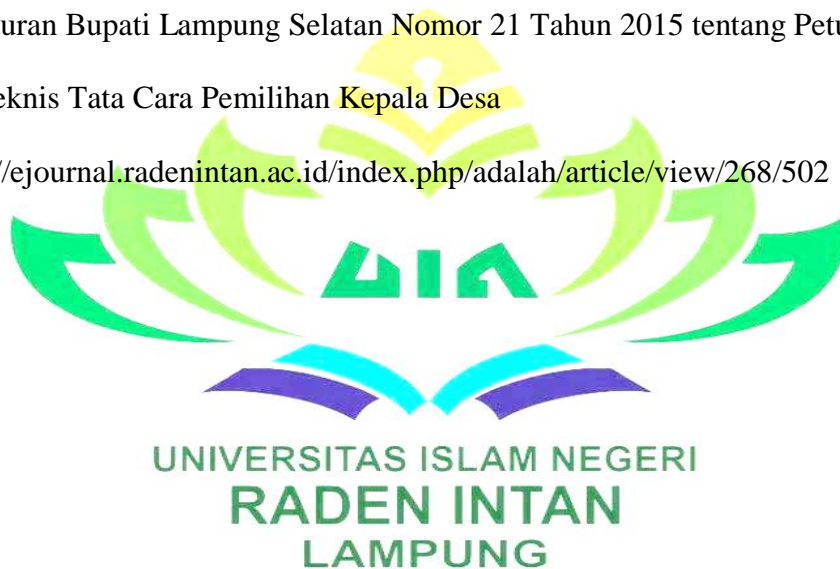 uran Bupati Lampung Selatan Nomor 21 Tahun 2015 tentang Petu
eknis Tata Cara Pemilihan Kepala Desa
//ejournal.radenintan.ac.id/index.php/adalah/article/view/268/502
UIN
UNIVERSITAS ISLAM NEGERI
RADEN INTAN
LAMPUNG